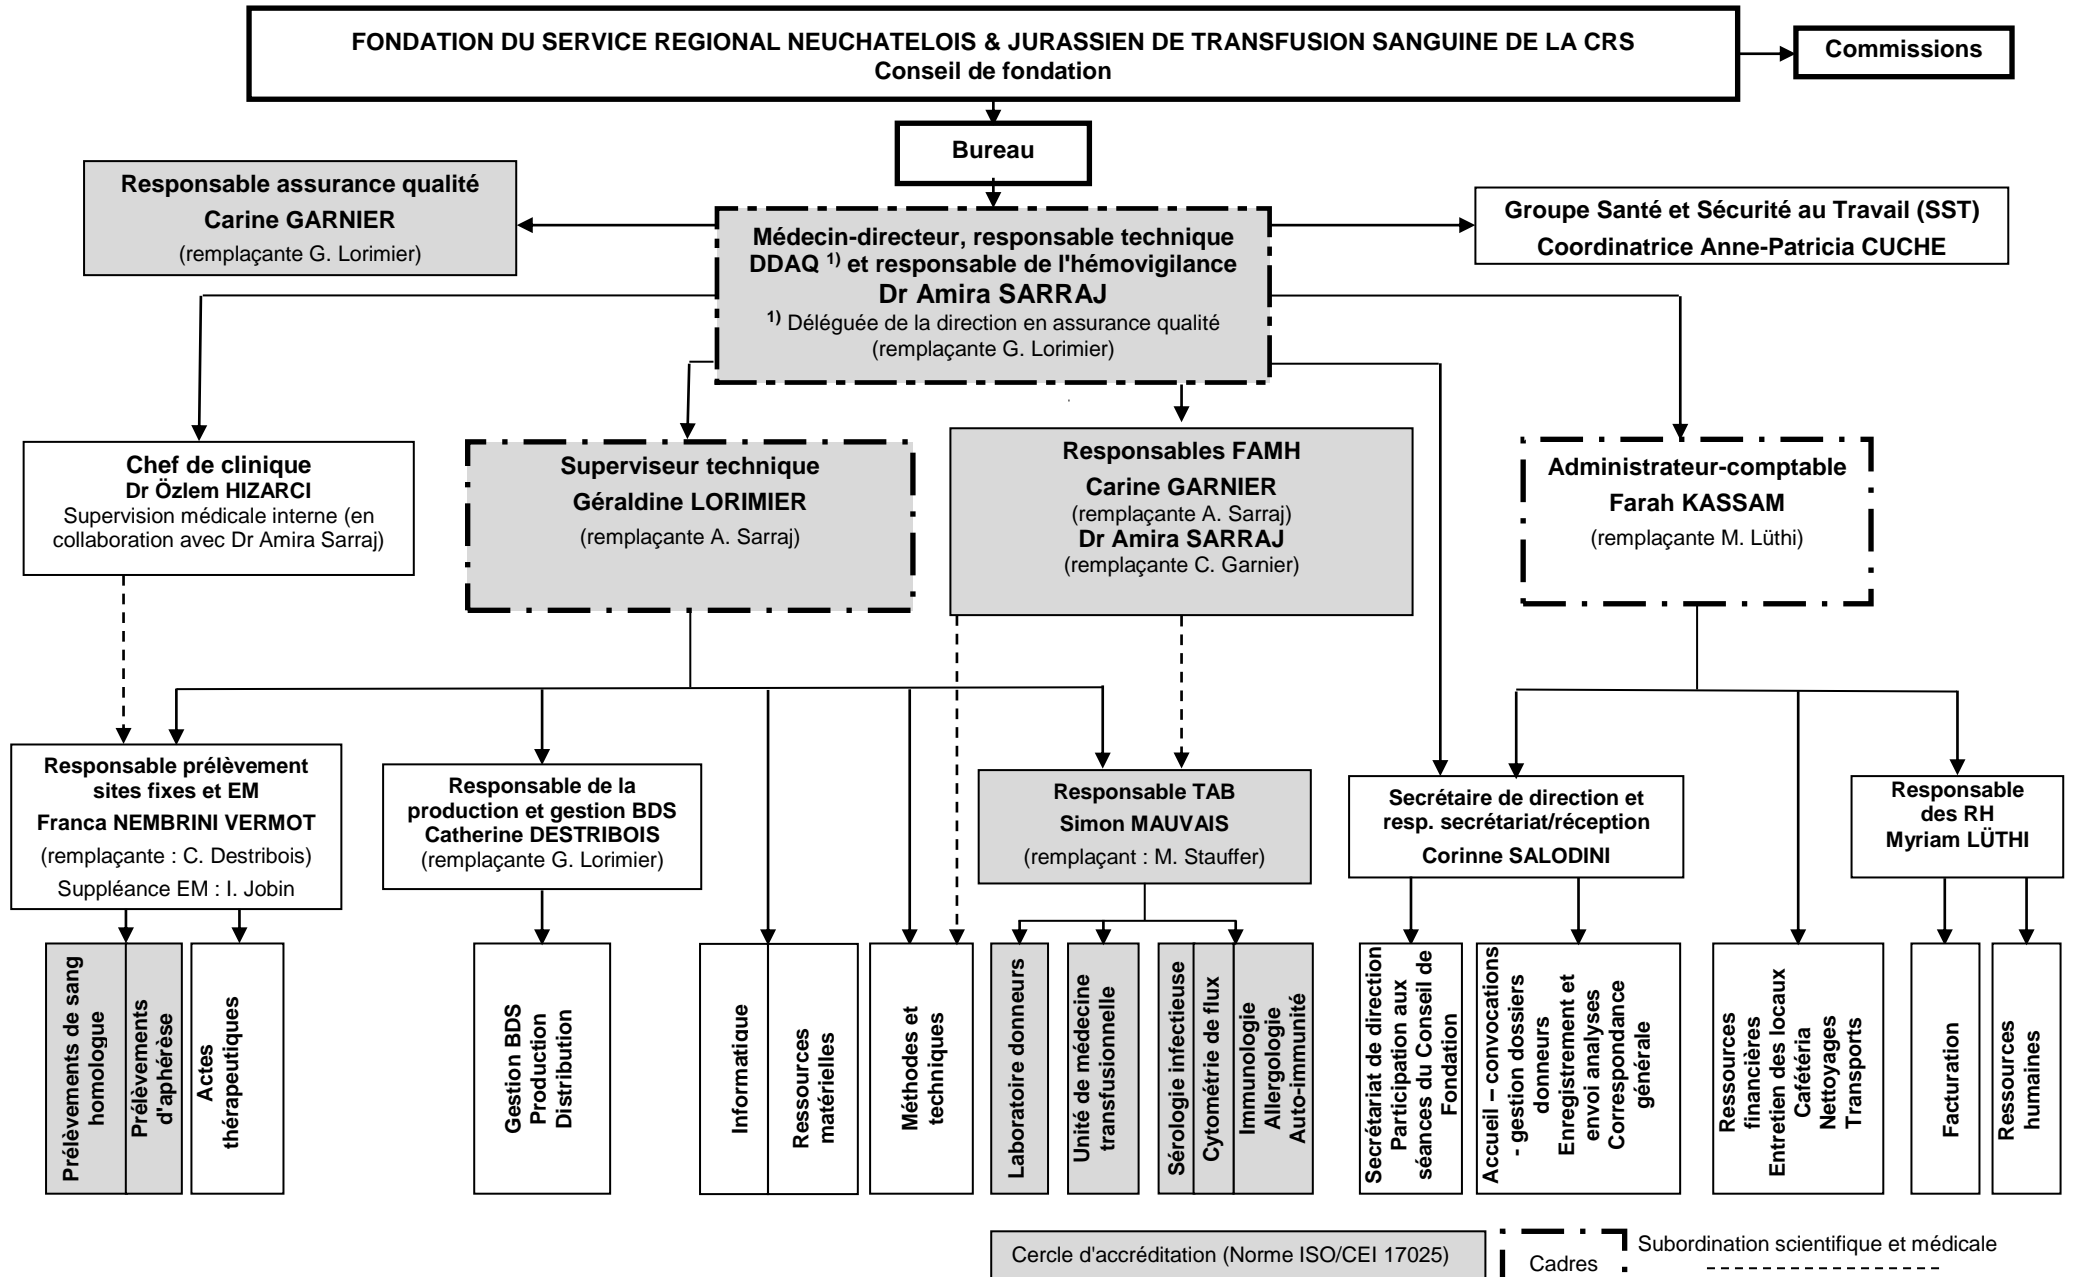 FONDATION DU SERVICE REGIONAL NEUCHATELOIS & JURASSIEN DE TRANSFUSION SANGUINE DE LA CRS
Conseil de fondation
Commissions
Bureau
Responsable assurance qualité
Carine GARNIER
(remplaçante G. Lorimier)
Médecin-directeur, responsable technique
DDAQ 1) et responsable de l'hémovigilance
Dr Amira SARRAJ
1) Déléguée de la direction en assurance qualité
(remplaçante G. Lorimier)
Groupe Santé et Sécurité au Travail (SST)
Coordinatrice Anne-Patricia CUCHE
Chef de clinique
Dr Özlem HIZARCI
Supervision médicale interne (en
collaboration avec Dr Amira Sarraj)
Superviseur technique
Géraldine LORIMIER
(remplaçante A. Sarraj)
Responsables FAMH
Carine GARNIER
(remplaçante A. Sarraj)
Dr Amira SARRAJ
(remplaçante C. Garnier)
Administrateur-comptable
Farah KASSAM
(remplaçante M. Lüthi)
Responsable prélèvement
sites fixes et EM
Franca NEMBRINI VERMOT
(remplaçante : C. Destribois)
Suppléance EM : I. Jobin
Responsable de la
production et gestion BDS
Catherine DESTRIBOIS
(remplaçante G. Lorimier)
Responsable TAB
Simon MAUVAIS
(remplaçant : M. Stauffer)
Secrétaire de direction et
resp. secrétariat/réception
Corinne SALODINI
Responsable
des RH
Myriam LÜTHI
Prélèvements de sang
homologue
Prélèvements
d'aphérèse
Actes
thérapeutiques
Gestion BDS
Production
Distribution
Informatique
Ressources
matérielles
Méthodes et
techniques
Laboratoire donneurs
Unité de médecine
transfusionnelle
Sérologie infectieuse
Cytométrie de flux
Immunologie
Allergologie
Auto-immunité
Secrétariat de direction
Participation aux
séances du Conseil de
Fondation
Accueil – convocations
- gestion dossiers
donneurs
Enregistrement et
envoi analyses
Correspondance
générale
Ressources
financières
Entretien des locaux
Cafétéria
Nettoyages
Transports
Facturation
Ressources
humaines
Cercle d'accréditation (Norme ISO/CEI 17025)
Cadres
Subordination scientifique et médicale